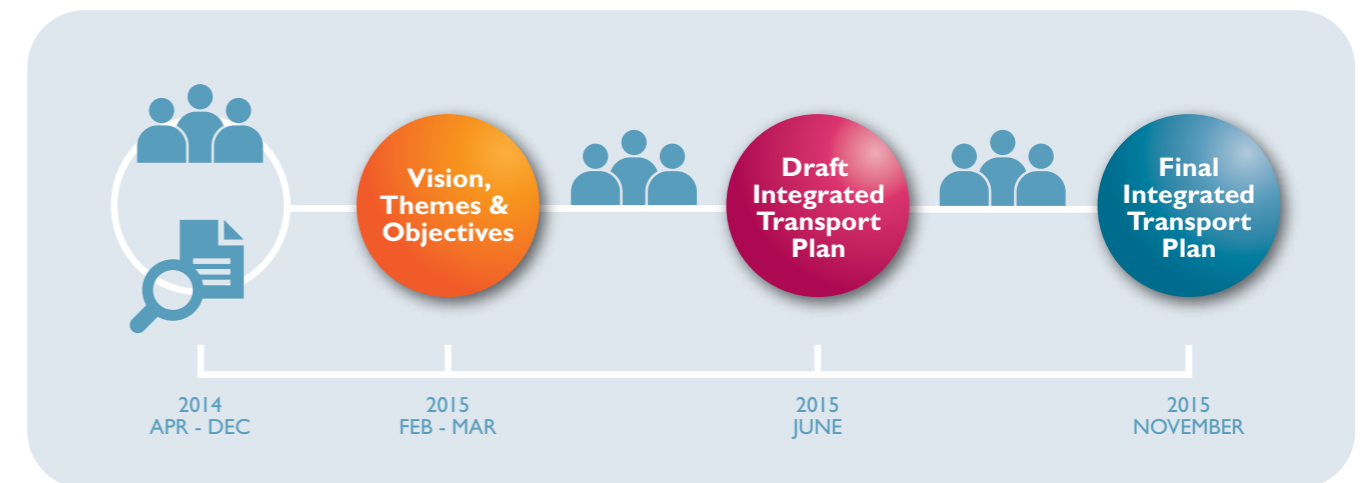 Vision,
Themes &
Objectives
Draft
Integrated
Transport
Plan
Final
Integrated
Transport
Plan
2014
APR - DEC
2015
FEB - MAR
2015
JUNE
2015
NOVEMBER